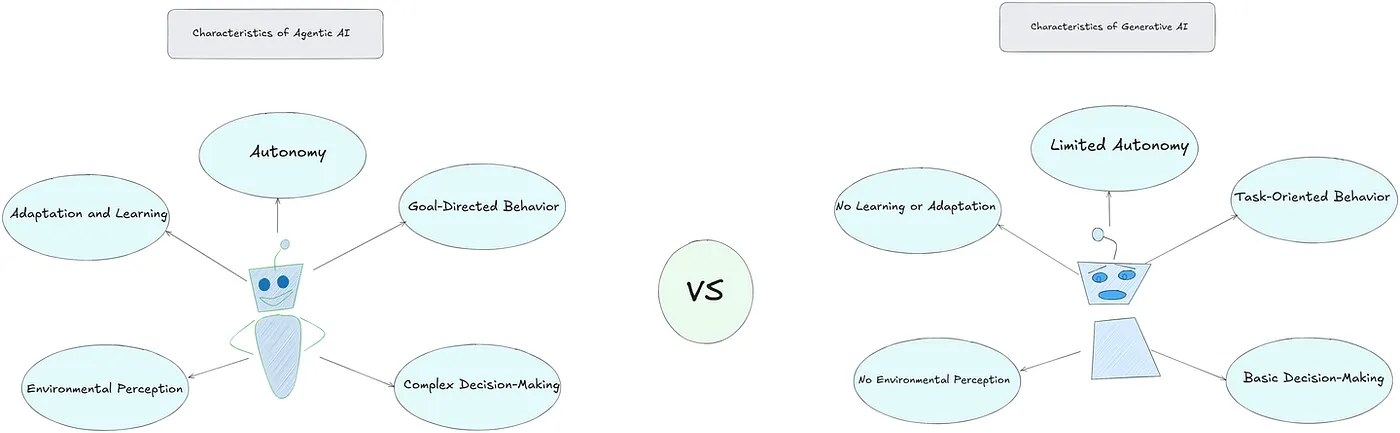 Characteristics of Agentic AI
Autonomy
Adaptation and Learning
Goal-Directed Behavior
Environmental Perception
Complex Decision-Making
VS
Characteristics of Generative AI
Limited Autonomy
No Learning or Adaptation
Task-Oriented Behavior
No Environmental Perception
Basic Decision-Making